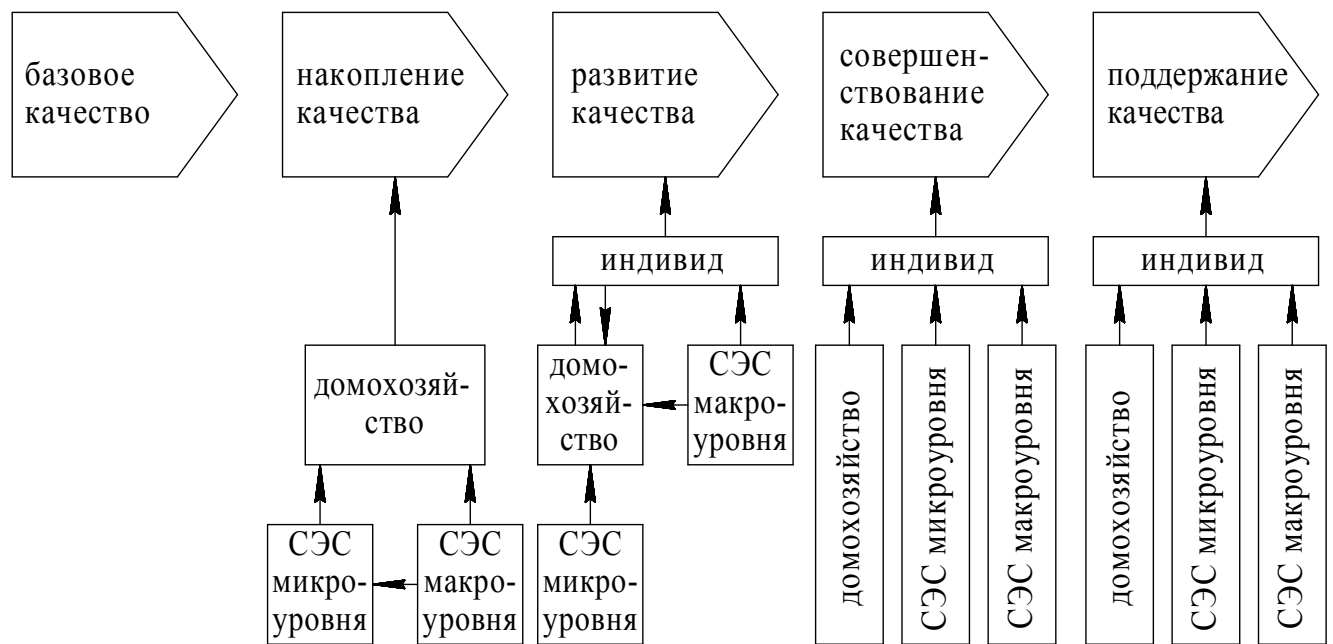 базовое
качество
накопление
качества
развитие
качества
совершен-
ствование
качества
поддержание
качества
индивид
индивид
индивид
домохозяй-
ство
домо-
хозяй-
ство
СЭС
макро-
уровня
СЭС
микро-
уровня
СЭС
макро-
уровня
СЭС
микро-
уровня
домохозяйство
СЭС микроуровня
СЭС макроуровня
домохозяйство
СЭС микроуровня
СЭС макроуровня